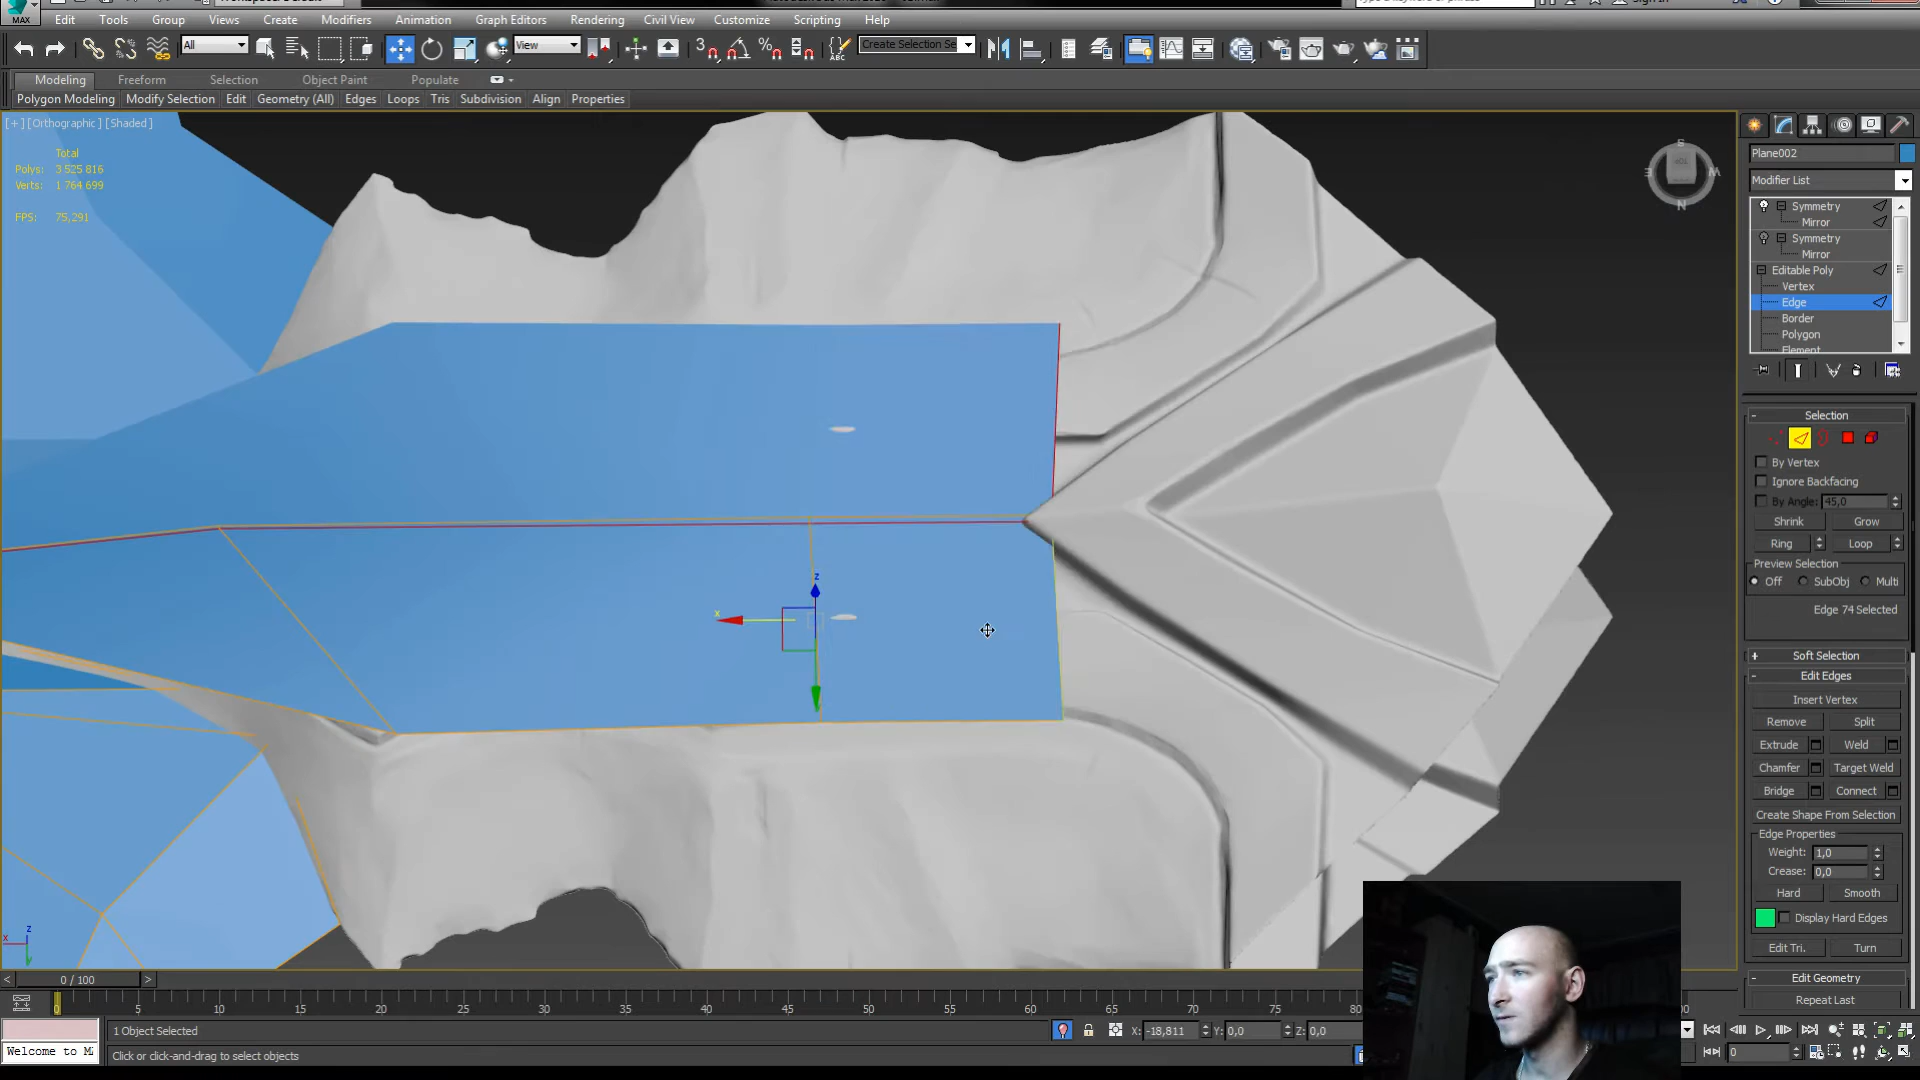 MAX
Edit Tools Group Views Create Modifiers Animation Graph Editors Rendering Civil View Customize Scripting Help
All View Create Selection Se
Modeling Freeform Selection Object Paint Populate
Polygon Modeling Modify Selection Edit Geometry (All) Edges Loops Tris Subdivision Align Properties
[+] [Orthographic] [Shaded]
Total
Polys: 3 525 816
Verts: 1 764 699
FPS: 75,291
Plane002
Modifier List
Symmetry
Mirror
Symmetry
Mirror
Editable Poly
Vertex
Edge
Border
Polygon
Element
Selection
By Vertex
Ignore Backfacing
By Angle: 45,0
Shrink Grow
Ring Loop
Preview Selection
Off SubObj Multi
Edge 74 Selected
Soft Selection
Edit Edges
Insert Vertex
Remove Split
Extrude Weld
Chamfer Target Weld
Bridge Connect
Create Shape From Selection
Edge Properties
Weight: 1,0
Crease: 0,0
Hard Smooth
Display Hard Edges
Edit Tri. Turn
Edit Geometry
Repeat Last
0 / 100
0 5 10 15 20 25 30 35 40 45 50 55 60 65 70 75
1 Object Selected
X: -18,811 Y: 0,0 Z: 0,0
Welcome to M
Click or click-and-drag to select objects
0